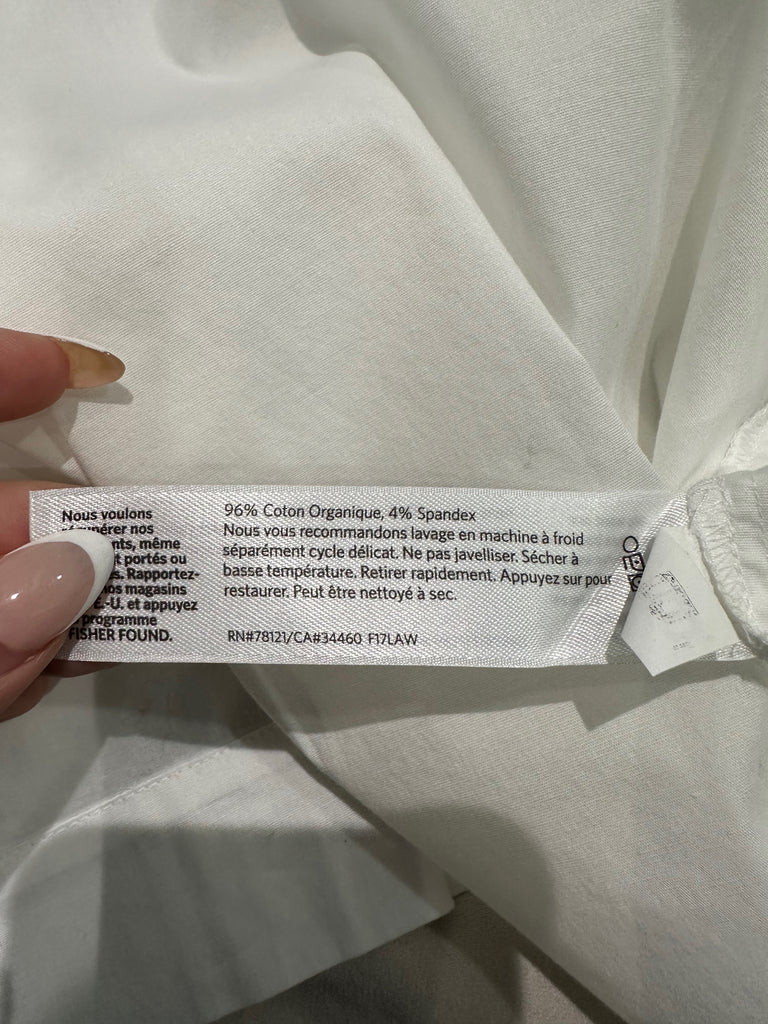 Nous voulons
nos
même
portés ou
Rapportez-
magasins
É.-U. et appuyez
programme
FISHER FOUND.
96% Coton Organique, 4% Spandex
Nous vous recommandons lavage en machine à froid
séparément cycle délicat. Ne pas javelliser. Sécher à
basse température. Retirer rapidement. Appuyez sur pour
restaurer. Peut être nettoyé à sec.
RN#78121/CA#34460 F17LAW